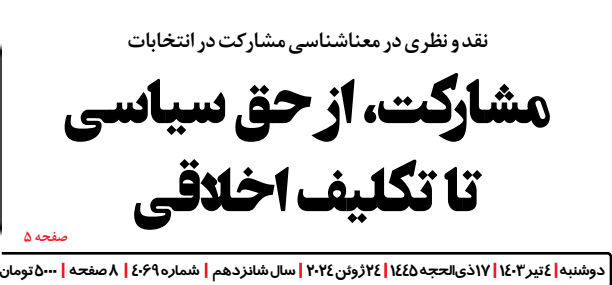 نقد و نظری در معناشناسی مشارکت در انتخابات
مشارکت، از حق سیاسی
تا تکلیف اخلاقی
صفحه ۵
دوشنبه | ۴ تیر ۱۴۰۳ | ۱۷ ذی‌الحجه ۱۴۴۵ | ۲۴ ژوئن ۲۰۲۴ | سال شانزدهم | شماره ۴۰۶۹ | ۸ صفحه | ۵۰۰۰ تومان